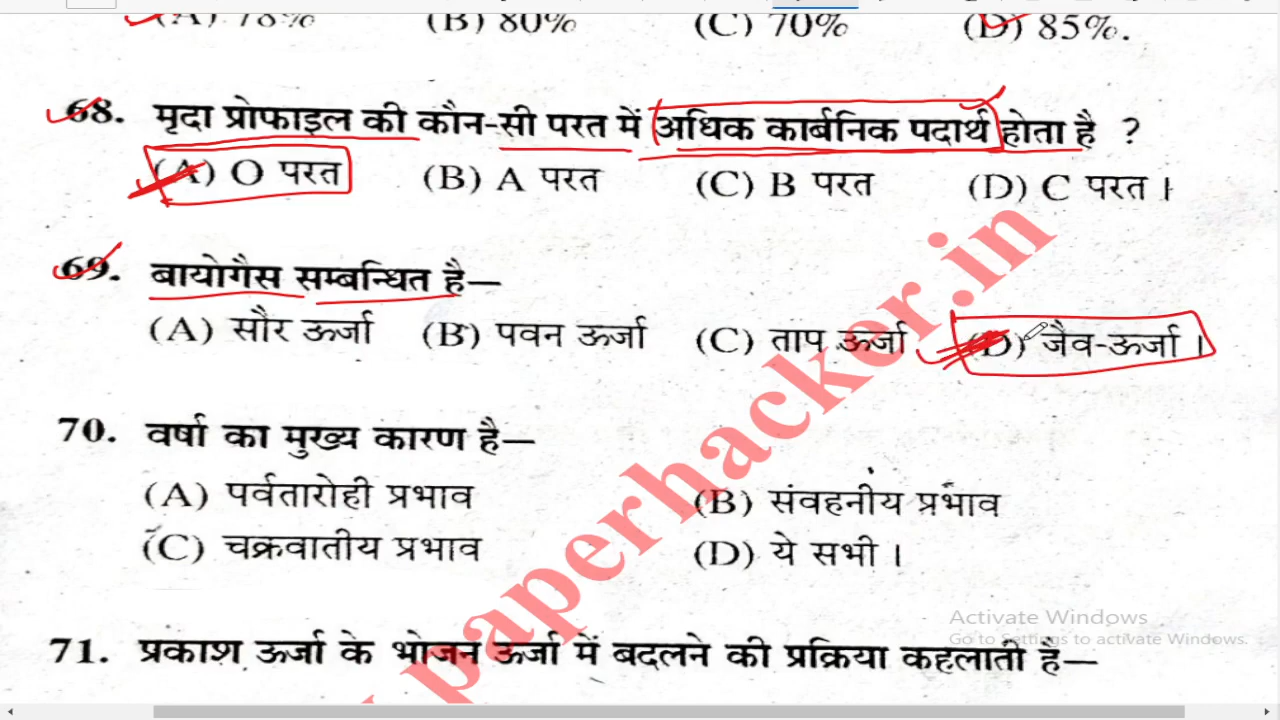 (A) 78% (B) 80% (C) 70% (D) 85%.
68. मृदा प्रोफाइल की कौन-सी परत में अधिक कार्बनिक पदार्थ होता है ?
(A) O परत (B) A परत (C) B परत (D) C परत ।
69. बायोगैस सम्बन्धित है—
(A) सौर ऊर्जा (B) पवन ऊर्जा (C) ताप ऊर्जा (D) जैव-ऊर्जा ।
70. वर्षा का मुख्य कारण है—
(A) पर्वतारोही प्रभाव (B) संवहनीय प्रभाव
(C) चक्रवातीय प्रभाव (D) ये सभी ।
71. प्रकाश ऊर्जा के भोजन ऊर्जा में बदलने की प्रक्रिया कहलाती है—
paperhacker.in
Activate Windows
Go to Settings to activate Windows.